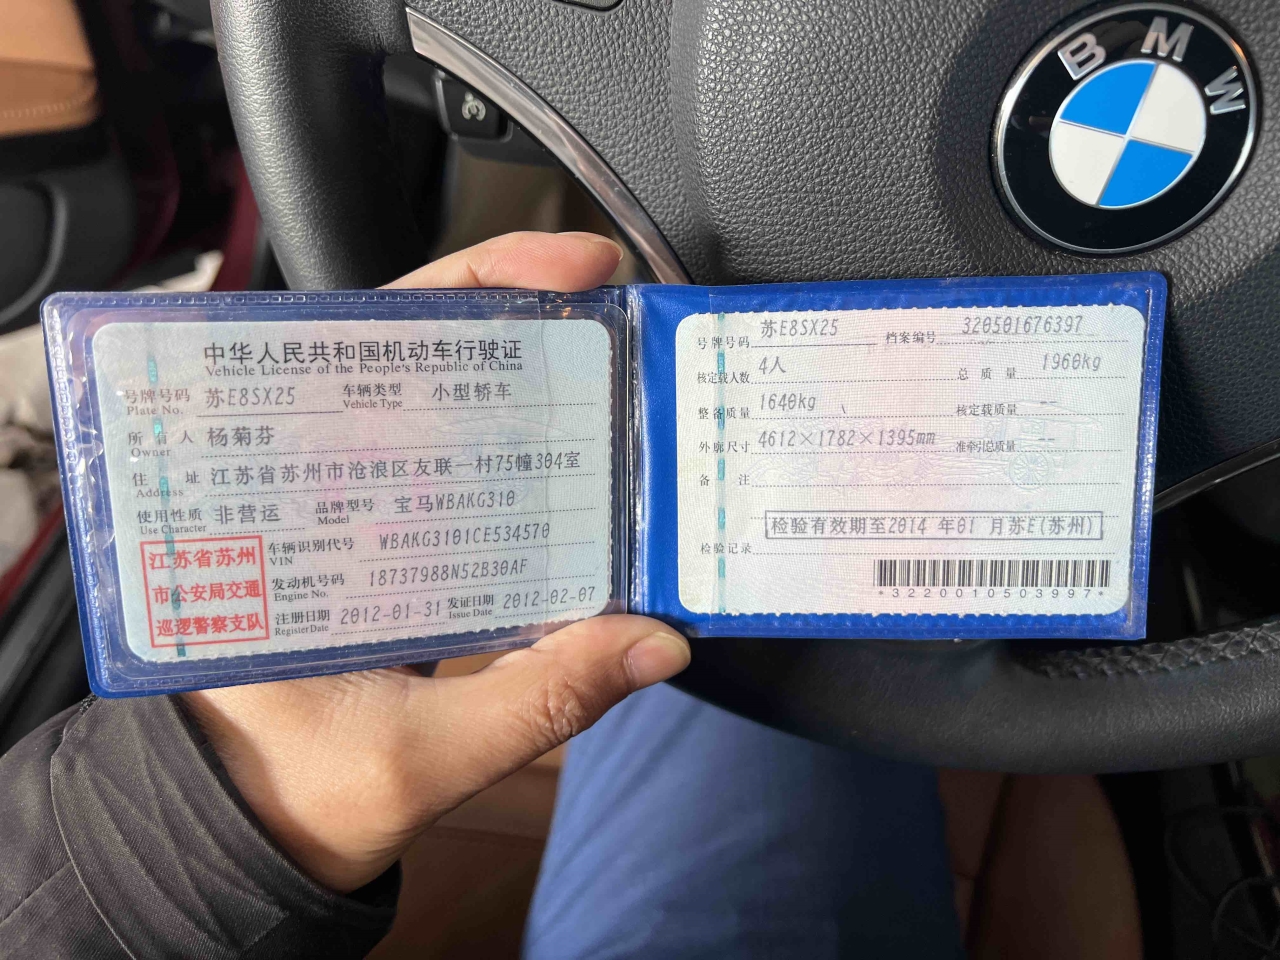 BMW
中华人民共和国机动车行驶证
Vehicle License of the People's Republic of China
号牌号码 苏E8SX25 车辆类型 小型轿车
Plate No. Vehicle Type
所有人 杨菊芬
Owner
住址 江苏省苏州市沧浪区友联一村75幢304室
Address
使用性质 非营运 品牌型号 宝马WBAKG310
Use Character Model
江苏省苏州
市公安局交通
巡逻警察支队
车辆识别代号 WBAKG3101CE534570
VIN
发动机号码 18737988N52B30AF
Engine No.
注册日期 2012-01-31 发证日期 2012-02-07
Register Date Issue Date
号牌号码 苏E8SX25 档案编号 320501676397
核定载人数 4人 总质量 1960kg
整备质量 1640kg 核定载质量 --
外廓尺寸 4612×1782×1395mm 准牵引总质量 --
备注
检验有效期至2014年01月苏E(苏州)
检验记录
*3220010503997*